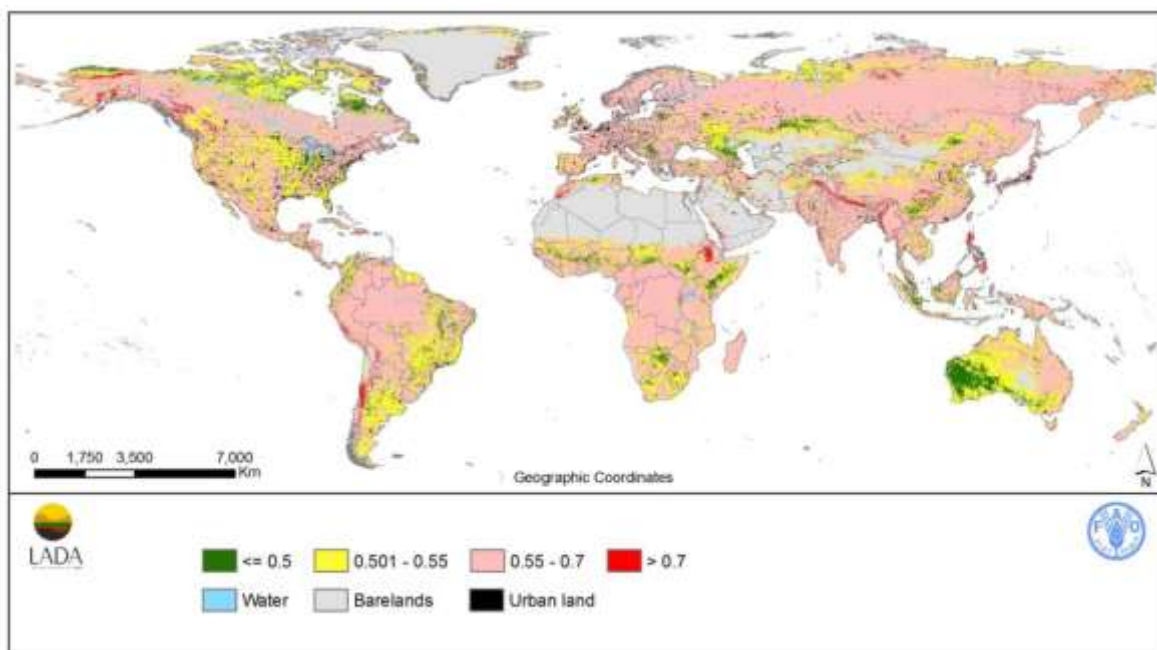 0 1,750 3,500 7,000
Km
Geographic Coordinates
N
LADA
FAO
<= 0.5 0.501 - 0.55 0.55 - 0.7 > 0.7
Water Barelands Urban land